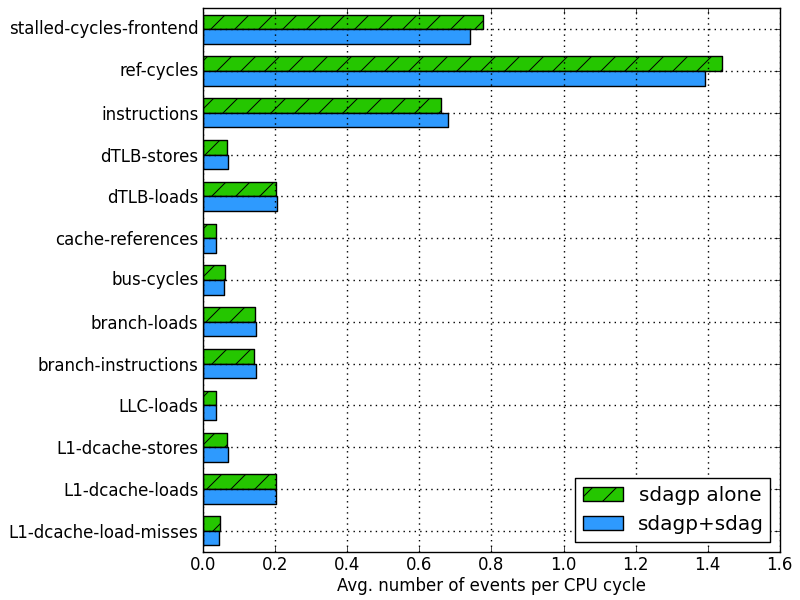 stalled-cycles-frontend
ref-cycles
instructions
dTLB-stores
dTLB-loads
cache-references
bus-cycles
branch-loads
branch-instructions
LLC-loads
L1-dcache-stores
L1-dcache-loads
L1-dcache-load-misses
sdagp alone
sdagp+sdag
0.0 0.2 0.4 0.6 0.8 1.0 1.2 1.4 1.6
Avg. number of events per CPU cycle